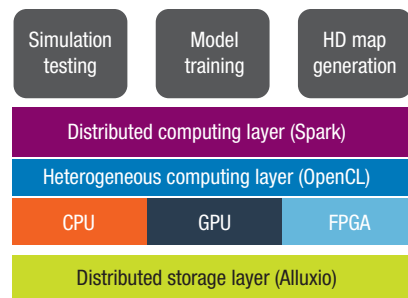 Simulation
testing
Model
training
HD map
generation
Distributed computing layer (Spark)
Heterogeneous computing layer (OpenCL)
CPU
GPU
FPGA
Distributed storage layer (Alluxio)